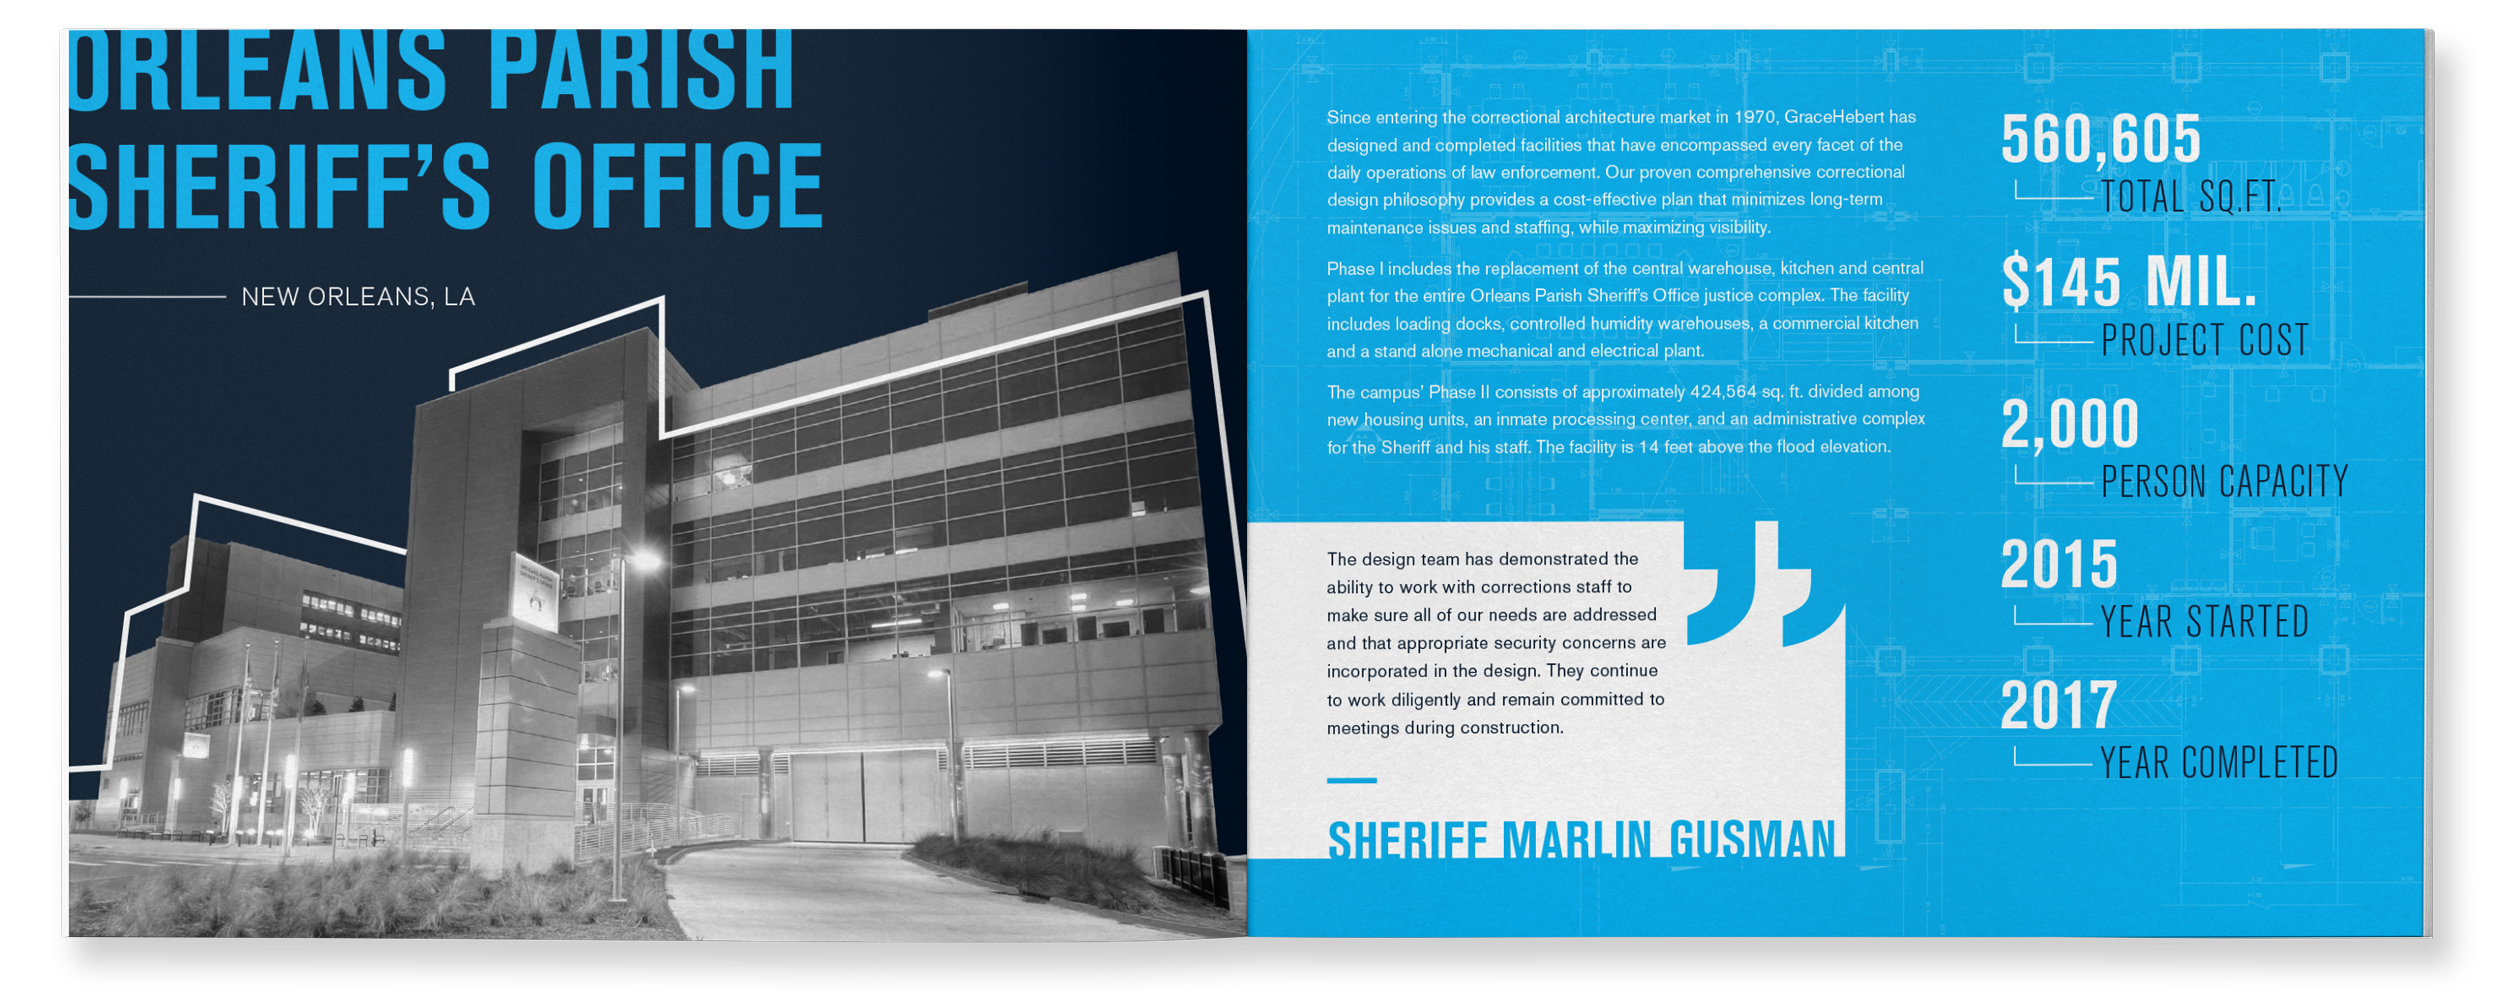 ORLEANS PARISH
SHERIFF’S OFFICE
NEW ORLEANS, LA
Since entering the correctional architecture market in 1970, GraceHebert has
designed and completed facilities that have encompassed every facet of the
daily operations of law enforcement. Our proven comprehensive correctional
design philosophy provides a cost-effective plan that minimizes long-term
maintenance issues and staffing, while maximizing visibility.
Phase I includes the replacement of the central warehouse, kitchen and central
plant for the entire Orleans Parish Sheriff’s Office justice complex. The facility
includes loading docks, controlled humidity warehouses, a commercial kitchen
and a stand alone mechanical and electrical plant.
The campus’ Phase II consists of approximately 424,564 sq. ft. divided among
new housing units, an inmate processing center, and an administrative complex
for the Sheriff and his staff. The facility is 14 feet above the flood elevation.
The design team has demonstrated the
ability to work with corrections staff to
make sure all of our needs are addressed
and that appropriate security concerns are
incorporated in the design. They continue
to work diligently and remain committed to
meetings during construction.
”
SHERIFF MARLIN GUSMAN
560,605
TOTAL SQ.FT.
$145 MIL.
PROJECT COST
2,000
PERSON CAPACITY
2015
YEAR STARTED
2017
YEAR COMPLETED